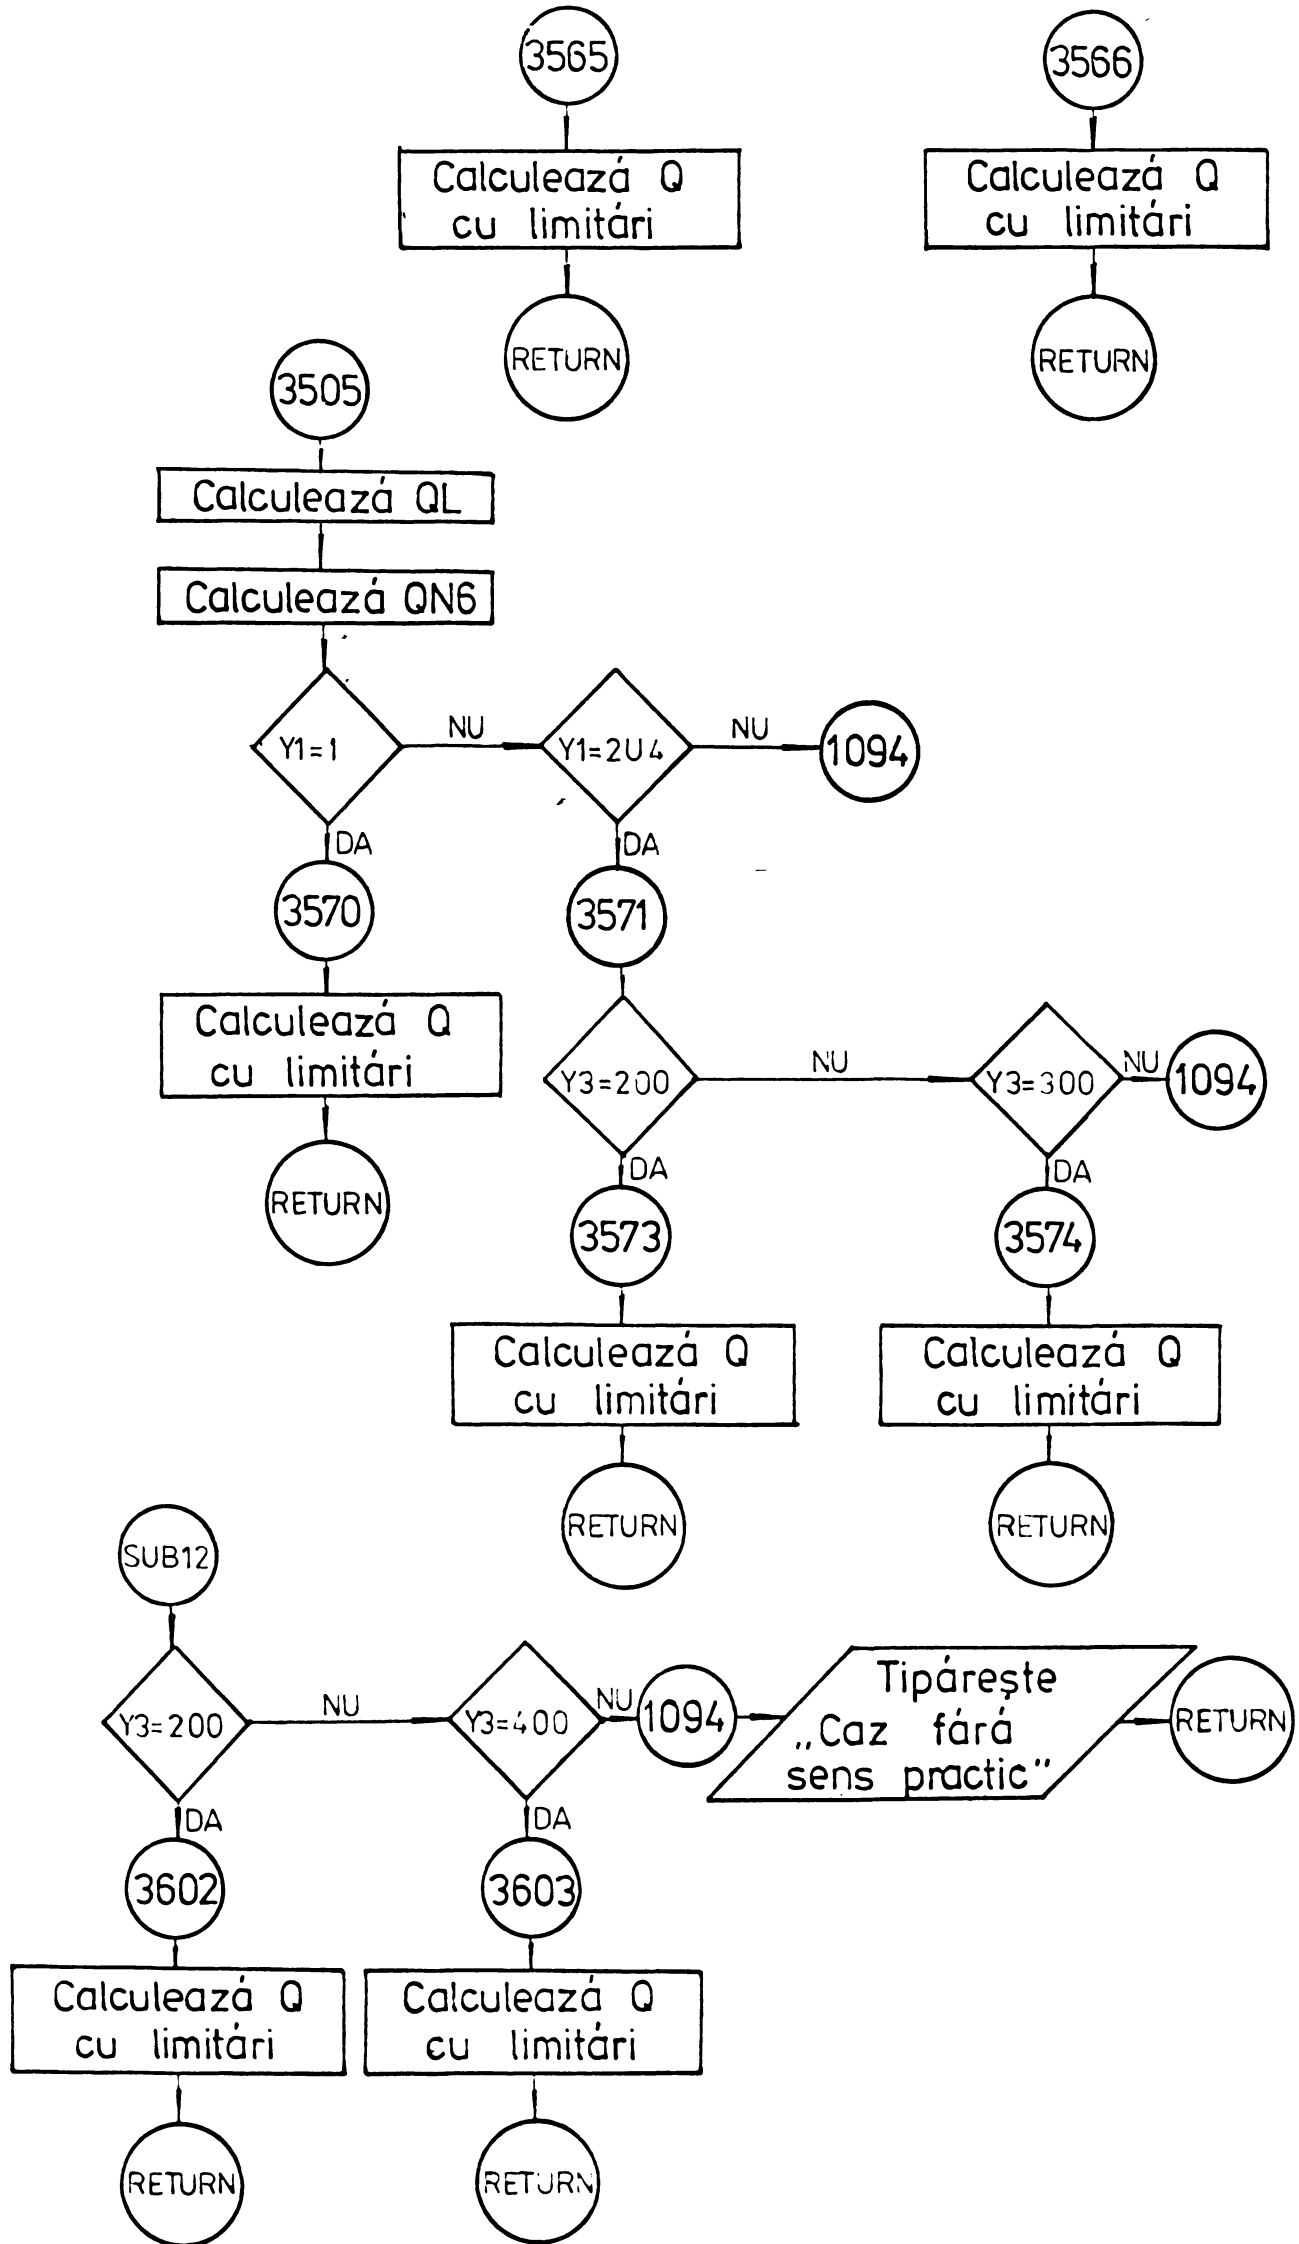 3565
3566
Calculează Q
cu limitări
Calculează Q
cu limitări
RETURN
RETURN
3505
Calculează QL
Calculează QN6
Y1=1
NU
Y1=2U4
NU
1094
DA
DA
3570
3571
Calculează Q
cu limitări
Y3=200
NU
Y3=300
NU
1094
RETURN
DA
DA
3573
3574
Calculează Q
cu limitări
Calculează Q
cu limitări
RETURN
RETURN
SUB12
Y3=200
NU
Y3=400
NU
1094
Tipărește
„Caz fără
sens practic"
RETURN
DA
DA
3602
3603
Calculează Q
cu limitări
Calculează Q
cu limitări
RETURN
RETURN